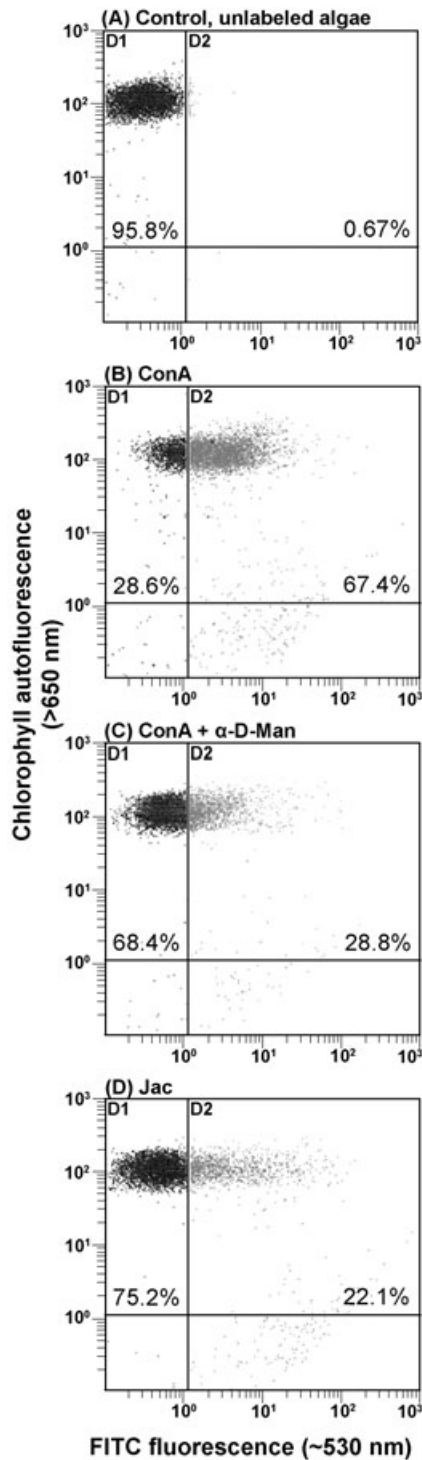 (A) Control, unlabeled algae
10³
D1
D2
10²
10¹
95.8%
0.67%
10⁰
10⁰
10¹
10²
10³
(B) ConA
10³
D1
D2
10²
10¹
28.6%
67.4%
10⁰
10⁰
10¹
10²
10³
(C) ConA + α-D-Man
10³
D1
D2
10²
10¹
68.4%
28.8%
10⁰
10⁰
10¹
10²
10³
(D) Jac
10³
D1
D2
10²
10¹
75.2%
22.1%
10⁰
10⁰
10¹
10²
10³
Chlorophyll autofluorescence
(>650 nm)
FITC fluorescence (~530 nm)